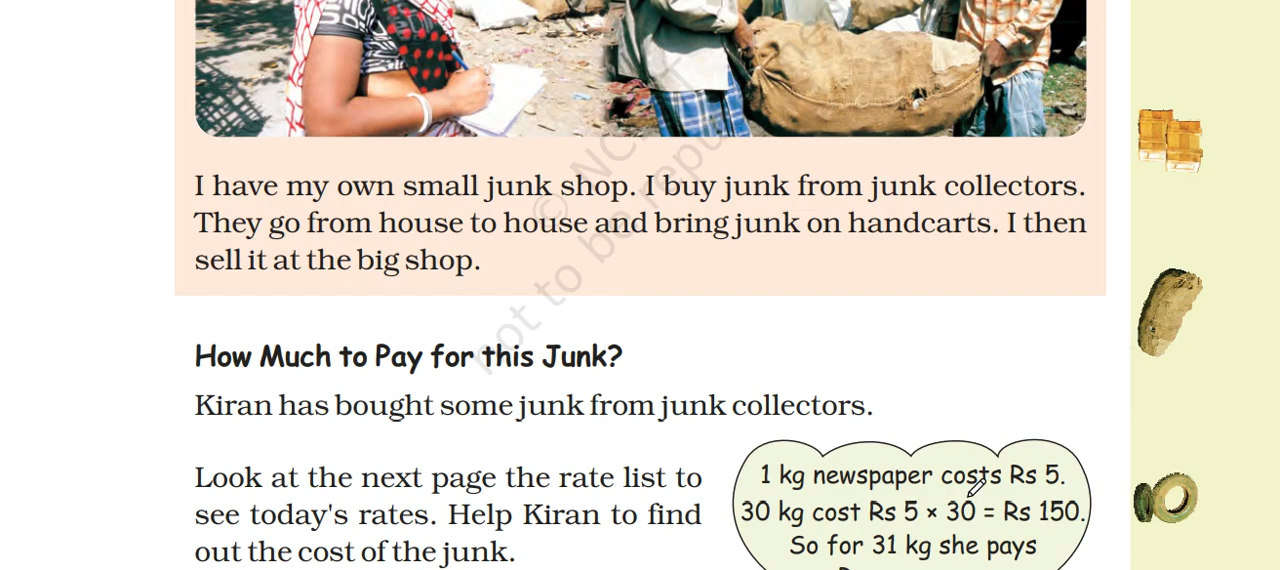 I have my own small junk shop. I buy junk from junk collectors.
They go from house to house and bring junk on handcarts. I then
sell it at the big shop.
How Much to Pay for this Junk?
Kiran has bought some junk from junk collectors.
Look at the next page the rate list to
see today's rates. Help Kiran to find
out the cost of the junk.
1 kg newspaper costs Rs 5.
30 kg cost Rs 5 × 30 = Rs 150.
So for 31 kg she pays
not to be